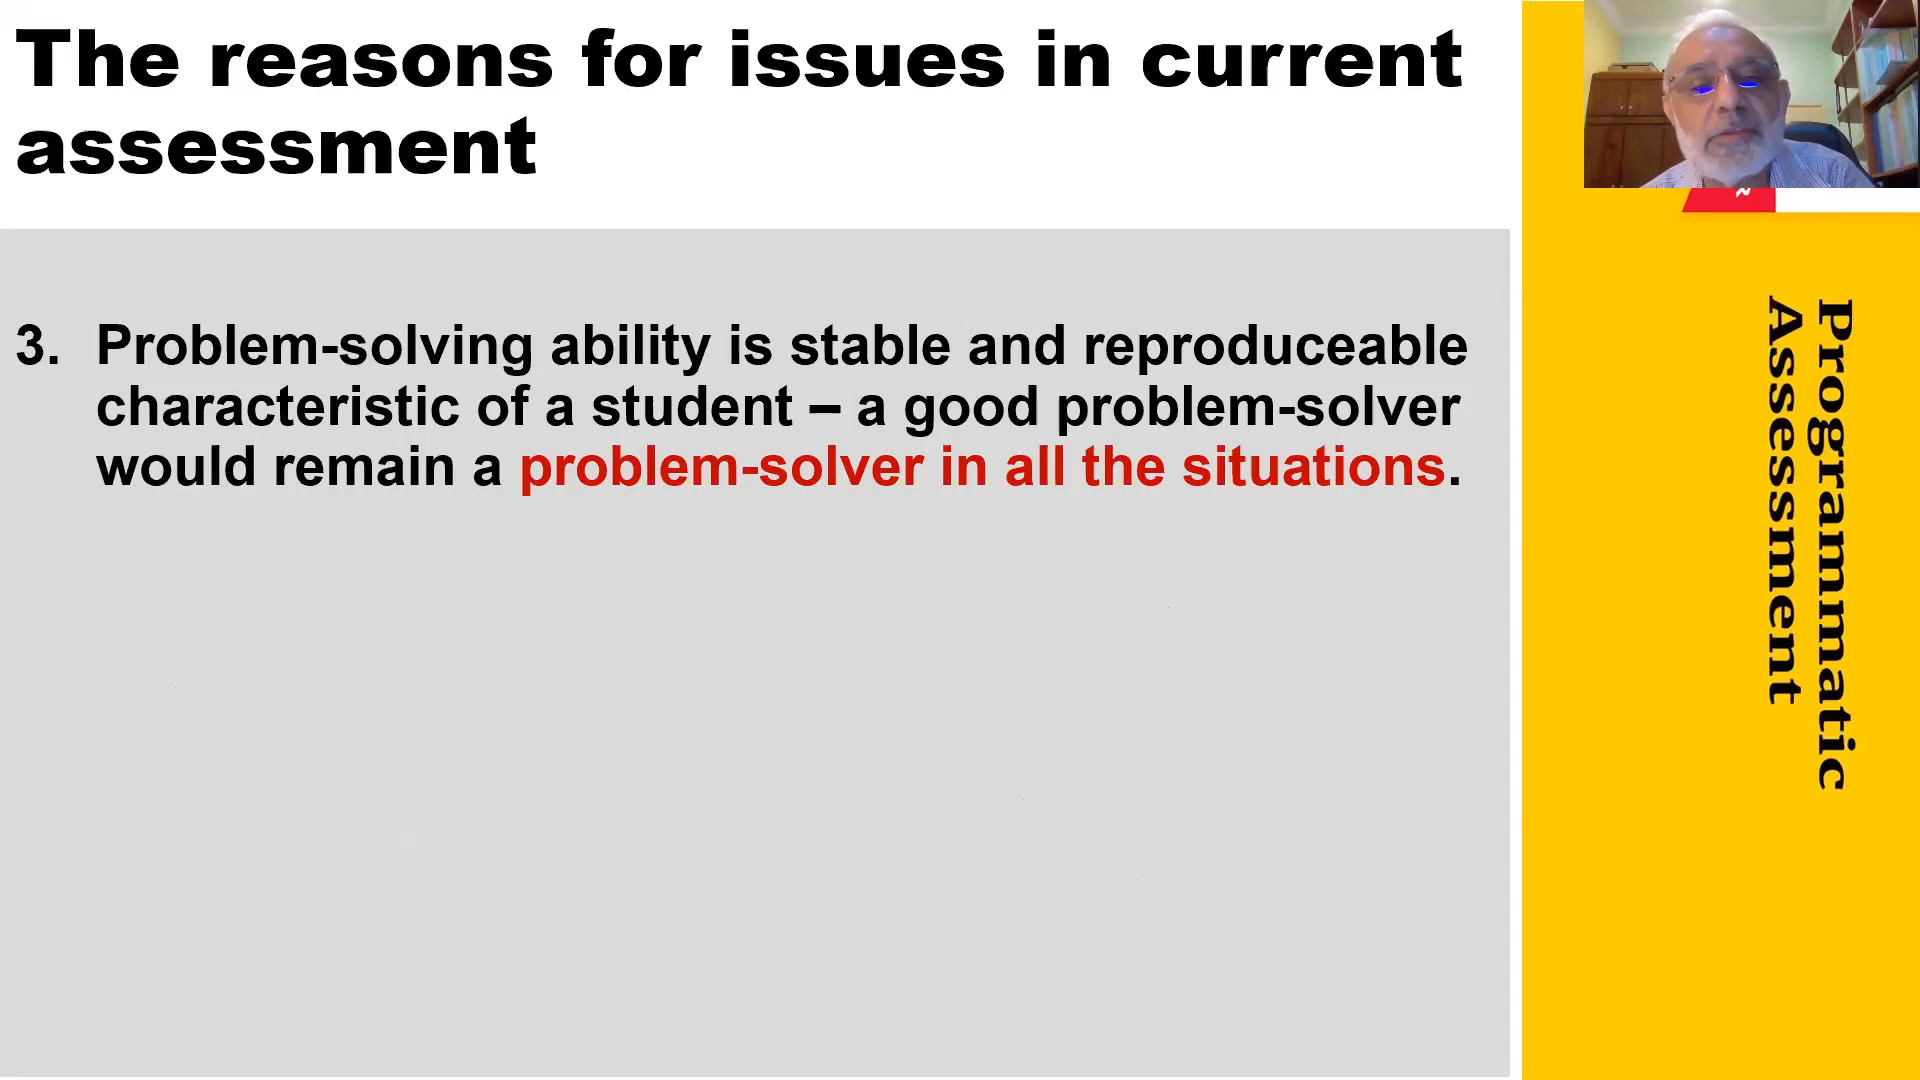 The reasons for issues in current
assessment
3. Problem-solving ability is stable and reproduceable
characteristic of a student – a good problem-solver
would remain a problem-solver in all the situations.
Programmatic
Assessment